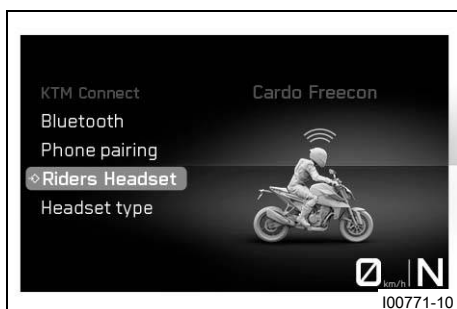 KTM Connect
Cardo Freecon
Bluetooth
Phone pairing
Riders Headset
Headset type
0 km/h N
I00771-10